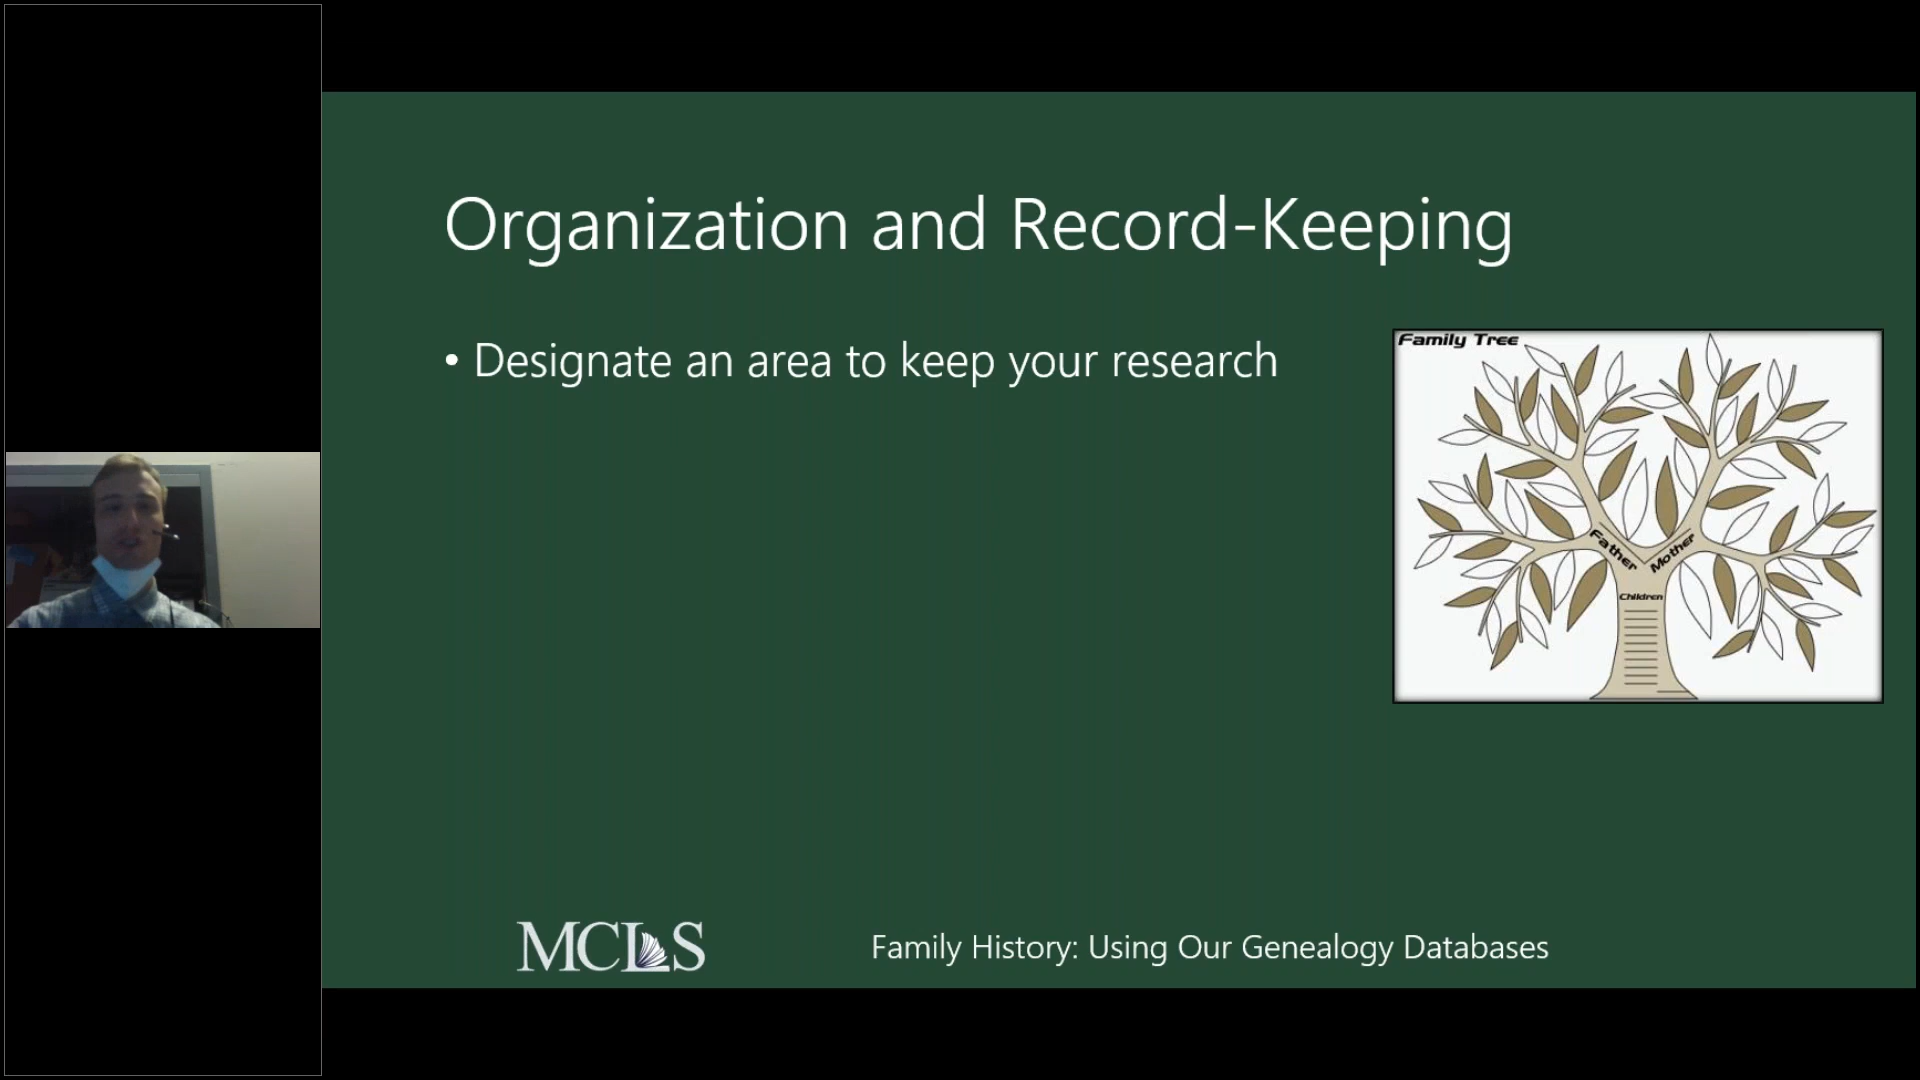 Organization and Record-Keeping
• Designate an area to keep your research
Family Tree
Father
Mother
Children
MCLS
Family History: Using Our Genealogy Databases